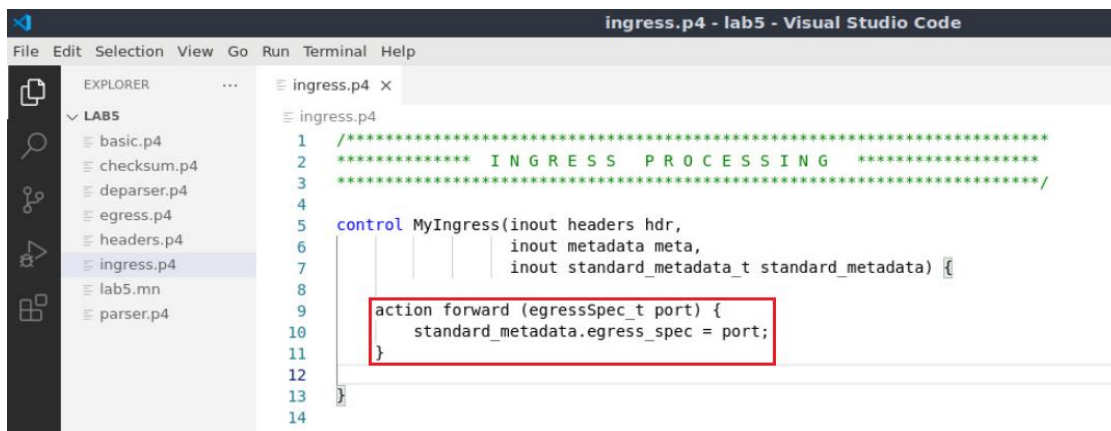 ingress.p4 - lab5 - Visual Studio Code
File Edit Selection View Go Run Terminal Help
EXPLORER ...
LAB5
basic.p4
checksum.p4
deparser.p4
egress.p4
headers.p4
ingress.p4
lab5.mn
parser.p4
ingress.p4 ×
ingress.p4
1 /*************************************************************************
2 **************  I N G R E S S   P R O C E S S I N G   *******************
3 *************************************************************************/
4
5 control MyIngress(inout headers hdr,
6                   inout metadata meta,
7                   inout standard_metadata_t standard_metadata) {
8
9     action forward (egressSpec_t port) {
10         standard_metadata.egress_spec = port;
11     }
12
13 }
14